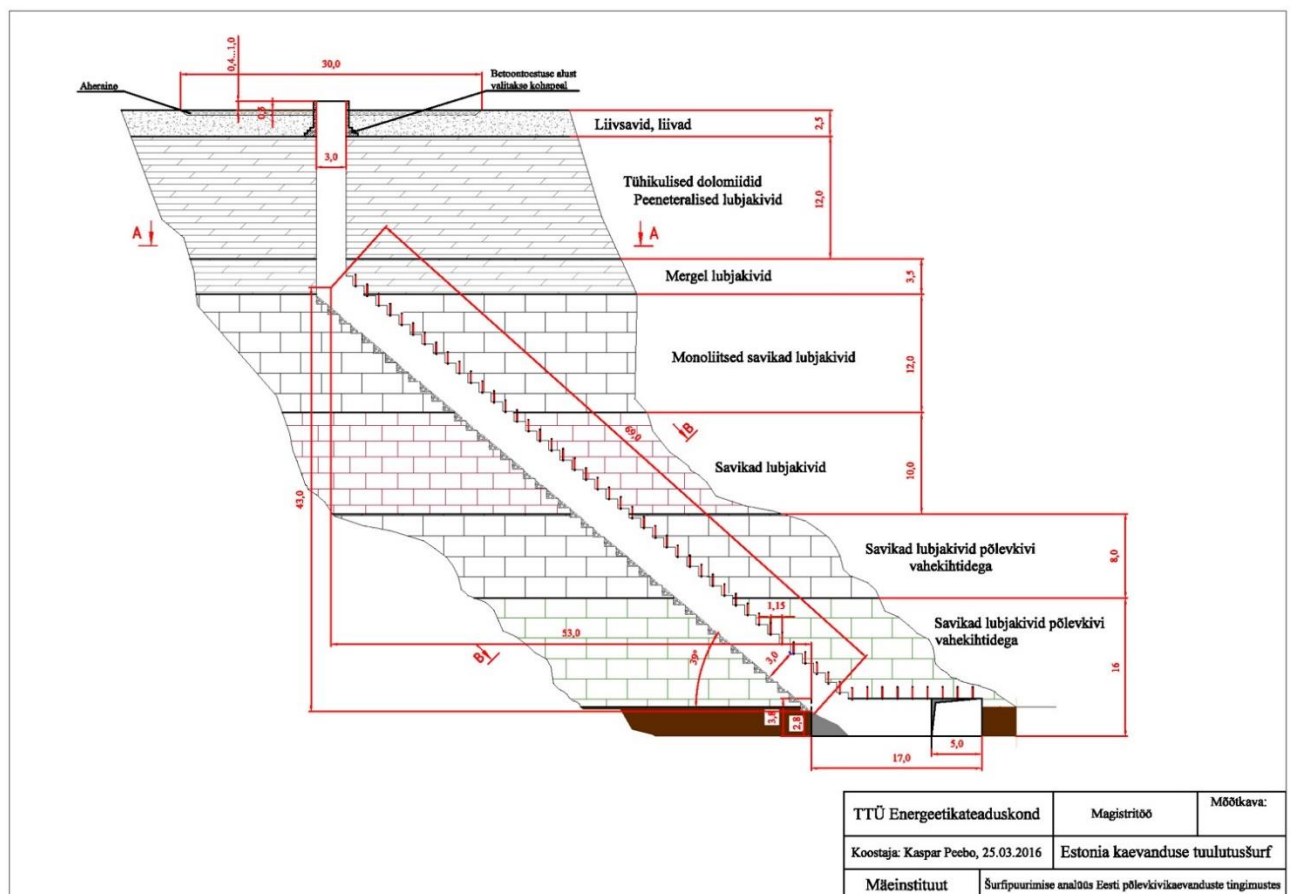 0,4...1,0
30,0
Aheraine
Betoontoestuse alust
valitakse kohapeal
0,5
Liivsavid, liivad
2,5
3,0
Tühikulised dolomiidid
Peeneteralised lubjakivid
12,0
A
A
Mergel lubjakivid
3,5
Monoliitsed savikad lubjakivid
12,0
69,0
B
Savikad lubjakivid
10,0
43,0
Savikad lubjakivid põlevkivi
vahekihtidega
8,0
1,15
Savikad lubjakivid põlevkivi
vahekihtidega
53,0
B
39°
3,0
16
3,8
2,8
5,0
17,0
TTÜ Energeetikateaduskond
Magistritöö
Mõõtkava:
Koostaja: Kaspar Peebo, 25.03.2016
Estonia kaevanduse tuulutusšurf
Mäeinstituut
Šurfipuurimise analüüs Eesti põlevkivikaevanduste tingimustes